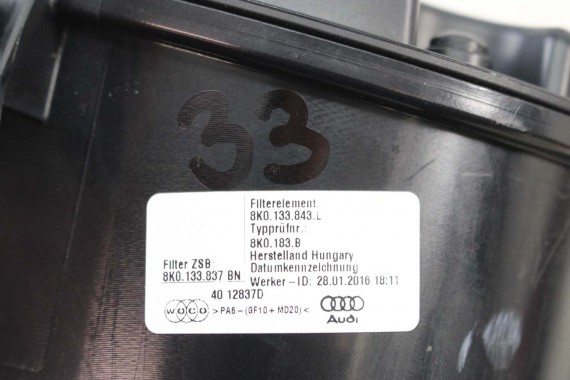 33
Filterelement:
8K0.133.843.L
Typprüfnr.:
8K0.183.B
Herstelland Hungary
Datumkennzeichnung
Werker-ID: 28.01.2016 18:11
Filter ZSB:
8K0.133.837 BN
40 12837D
WOCO >PA6-(GF10+MD20)<
Audi